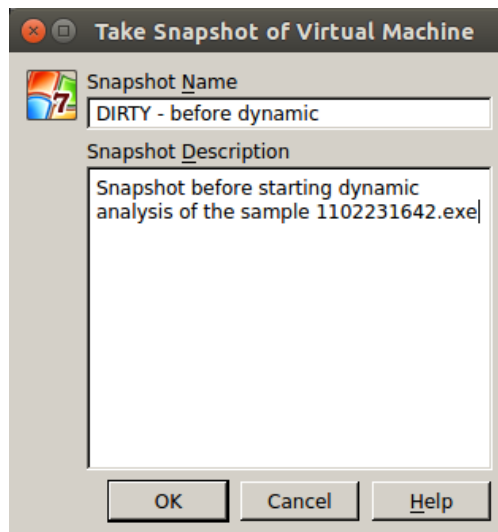 Take Snapshot of Virtual Machine
Snapshot Name
7
DIRTY - before dynamic
Snapshot Description
Snapshot before starting dynamic
analysis of the sample 1102231642.exe
OK
Cancel
Help